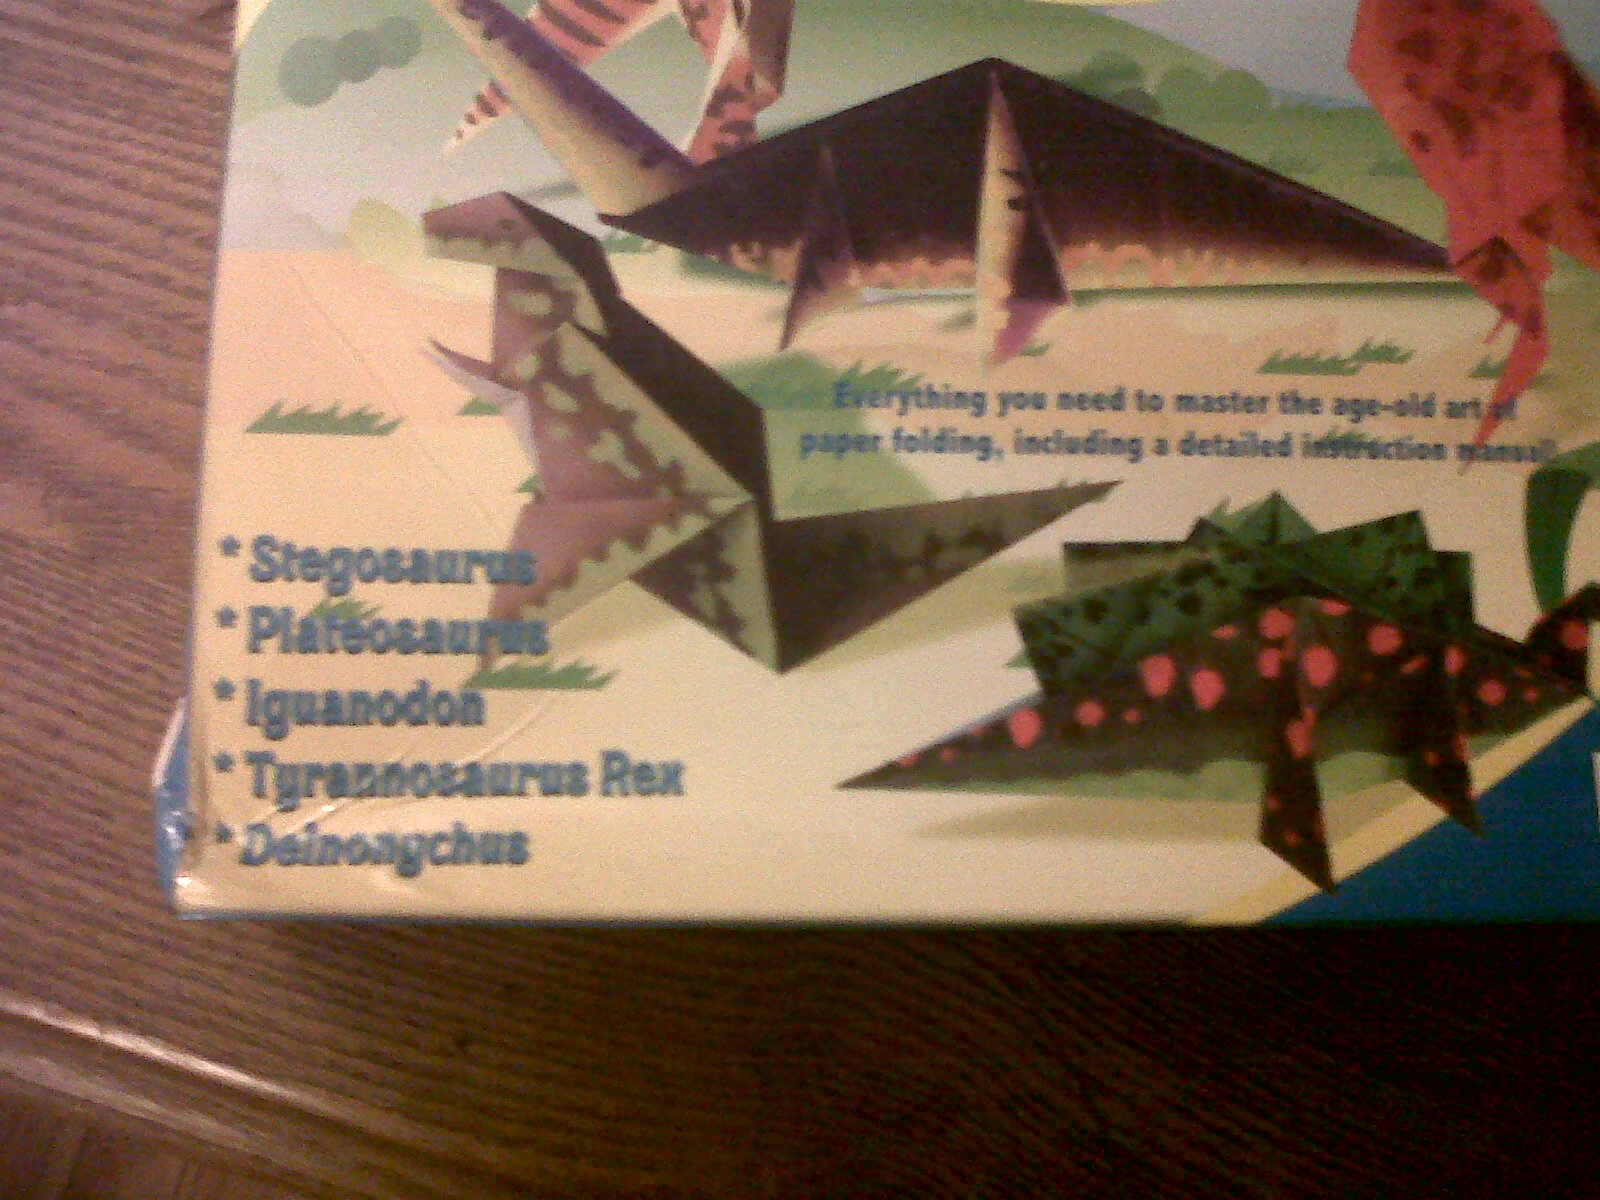 Everything you need to master the age-old art of
paper folding, including a detailed instruction manual.
* Stegosaurus
* Plateosaurus
* Iguanodon
* Tyrannosaurus Rex
* Deinonychus